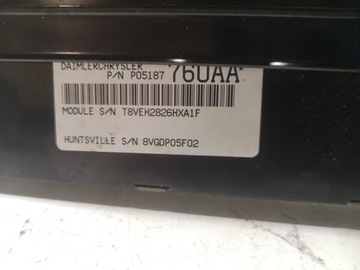 DAIMLERCHRYSLER
P/N P05187 760AA
MODULE S/N T8VEH2826HXA1F
HUNTSVILLE S/N 8VG0P05F02